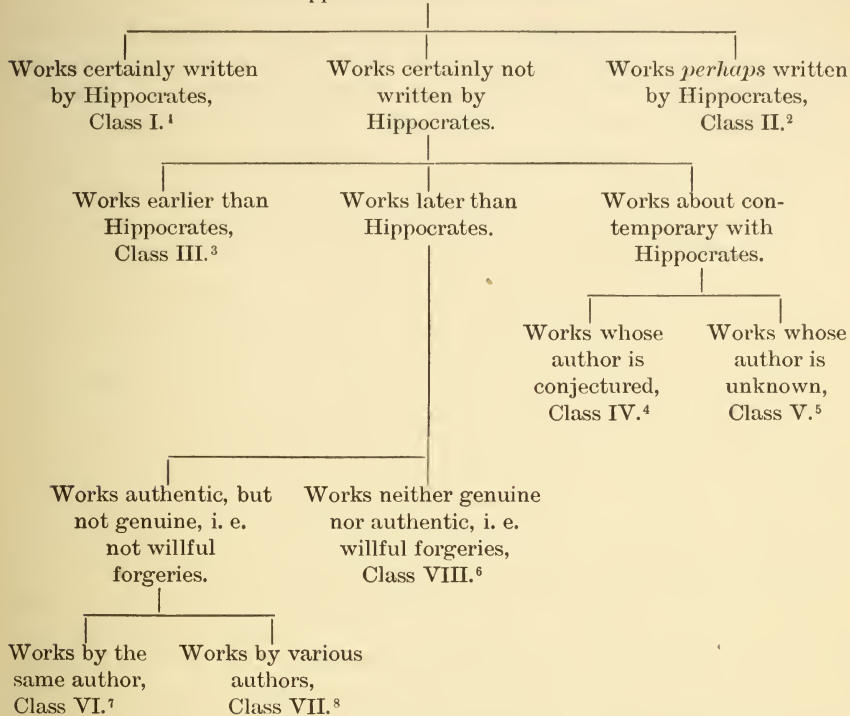 Works certainly written
by Hippocrates,
Class I.¹
Works certainly not
written by
Hippocrates.
Works perhaps written
by Hippocrates,
Class II.²
Works earlier than
Hippocrates,
Class III.³
Works later than
Hippocrates.
Works about con-
temporary with
Hippocrates.
Works whose
author is
conjectured,
Class IV.⁴
Works whose
author is
unknown,
Class V.⁵
Works authentic, but
not genuine, i. e.
not willful
forgeries.
Works neither genuine
nor authentic, i. e.
willful forgeries,
Class VIII.⁶
Works by the
same author,
Class VI.⁷
Works by various
authors,
Class VII.⁸